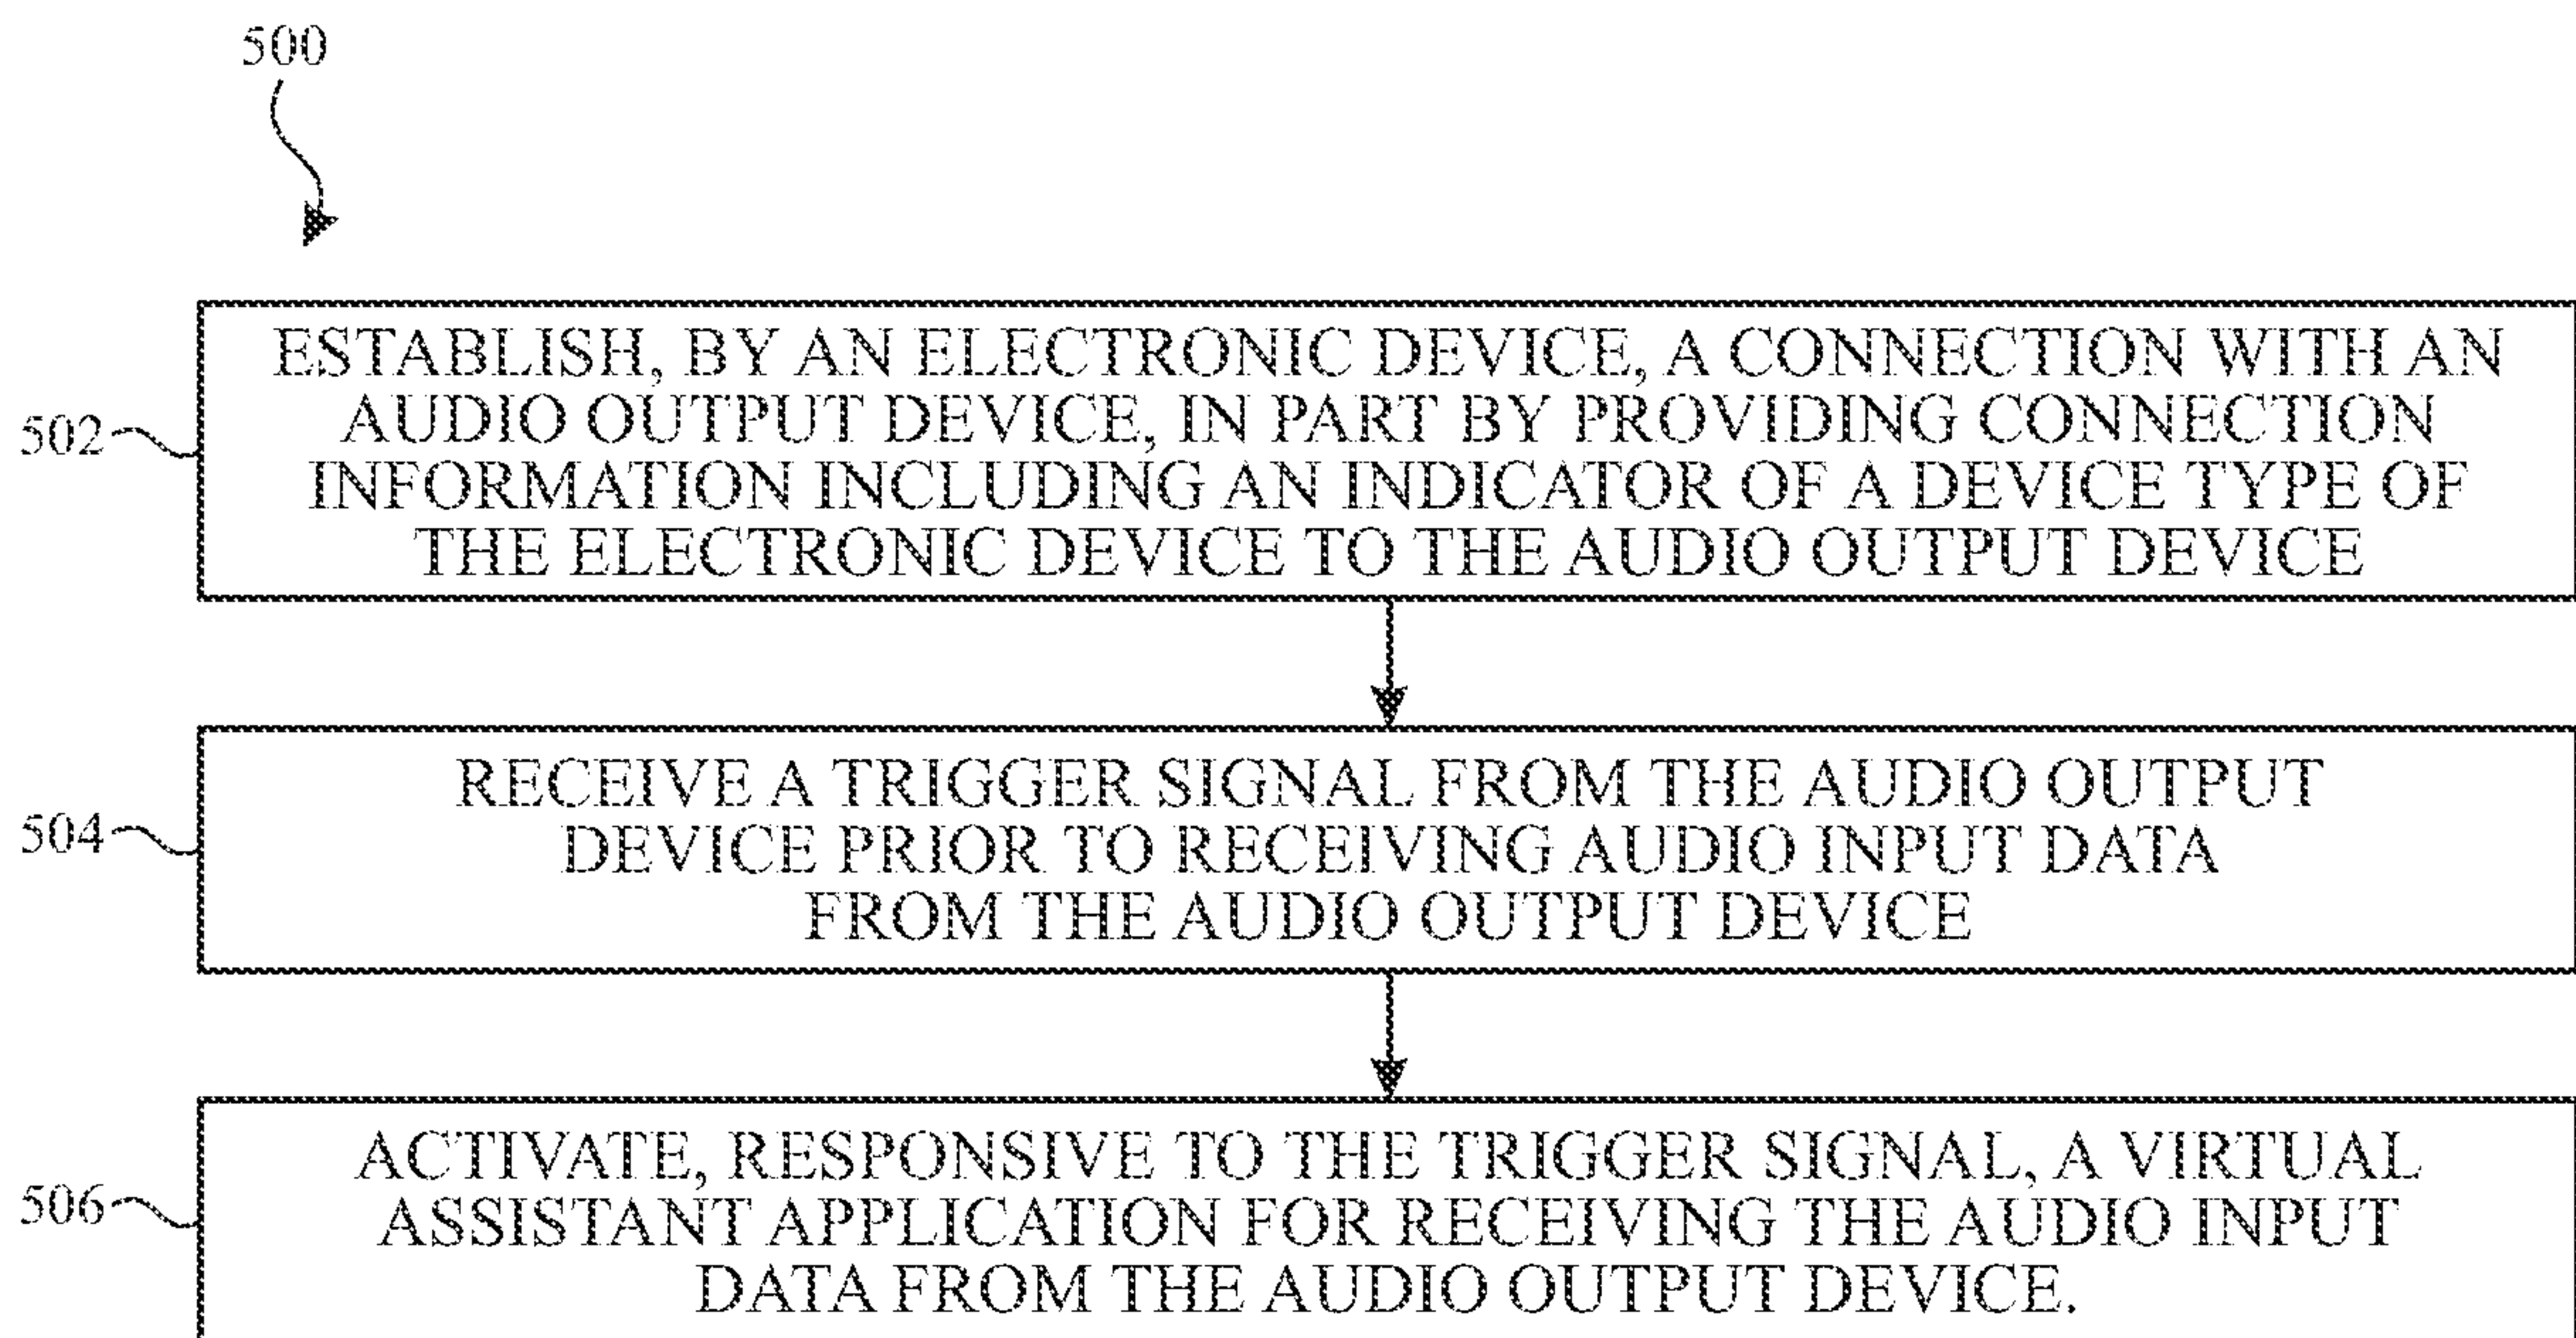 500
502
ESTABLISH, BY AN ELECTRONIC DEVICE, A CONNECTION WITH AN
AUDIO OUTPUT DEVICE, IN PART BY PROVIDING CONNECTION
INFORMATION INCLUDING AN INDICATOR OF A DEVICE TYPE OF
THE ELECTRONIC DEVICE TO THE AUDIO OUTPUT DEVICE
504
RECEIVE A TRIGGER SIGNAL FROM THE AUDIO OUTPUT
DEVICE PRIOR TO RECEIVING AUDIO INPUT DATA
FROM THE AUDIO OUTPUT DEVICE
506
ACTIVATE, RESPONSIVE TO THE TRIGGER SIGNAL, A VIRTUAL
ASSISTANT APPLICATION FOR RECEIVING THE AUDIO INPUT
DATA FROM THE AUDIO OUTPUT DEVICE.